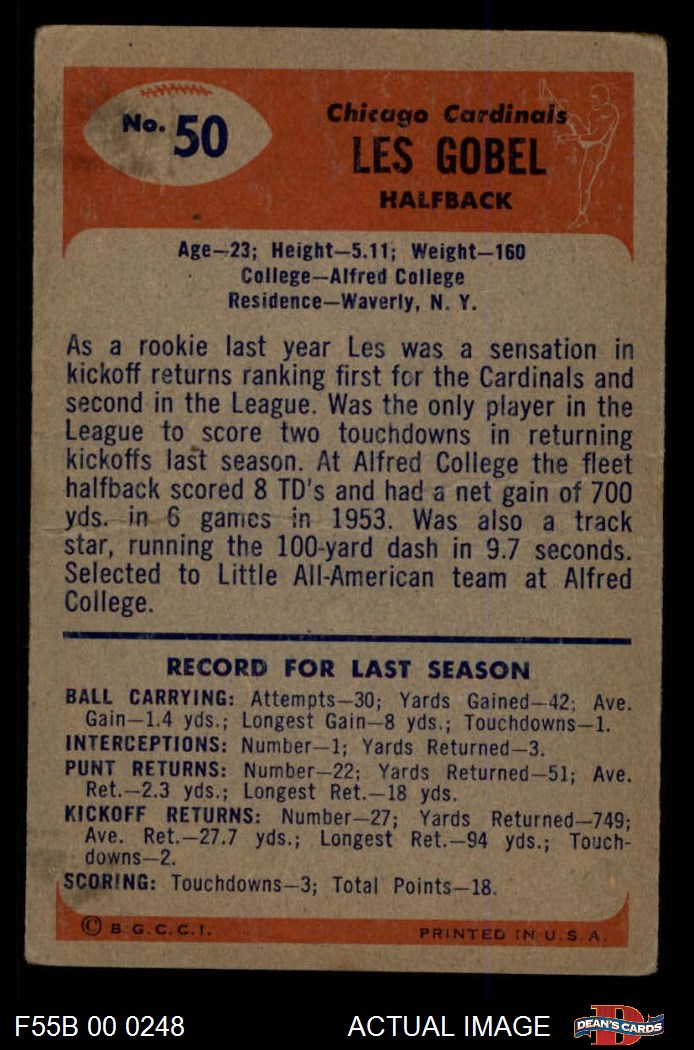 No. 50
Chicago Cardinals
LES GOBEL
HALFBACK
Age—23; Height—5.11; Weight—160
College—Alfred College
Residence—Waverly, N. Y.
As a rookie last year Les was a sensation in
kickoff returns ranking first for the Cardinals and
second in the League. Was the only player in the
League to score two touchdowns in returning
kickoffs last season. At Alfred College the fleet
halfback scored 8 TD's and had a net gain of 700
yds. in 6 games in 1953. Was also a track
star, running the 100-yard dash in 9.7 seconds.
Selected to Little All-American team at Alfred
College.
RECORD FOR LAST SEASON
BALL CARRYING: Attempts—30; Yards Gained—42; Ave.
Gain—1.4 yds.; Longest Gain—8 yds.; Touchdowns—1.
INTERCEPTIONS: Number—1; Yards Returned—3.
PUNT RETURNS: Number—22; Yards Returned—51; Ave.
Ret.—2.3 yds.; Longest Ret.—18 yds.
KICKOFF RETURNS: Number—27; Yards Returned—749;
Ave. Ret.—27.7 yds.; Longest Ret.—94 yds.; Touch-
downs—2.
SCORING: Touchdowns—3; Total Points—18.
© B.G.C.C.I. PRINTED IN U.S.A.
F55B 00 0248 ACTUAL IMAGE D DEAN'S CARDS